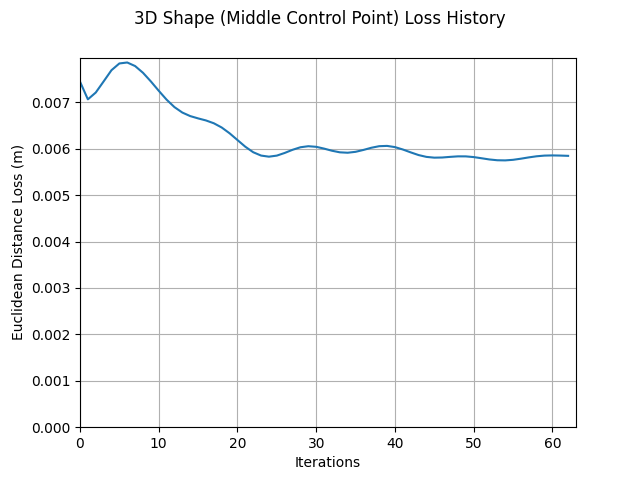 3D Shape (Middle Control Point) Loss History
Euclidean Distance Loss (m)
0.007
0.006
0.005
0.004
0.003
0.002
0.001
0.000
0 10 20 30 40 50 60
Iterations